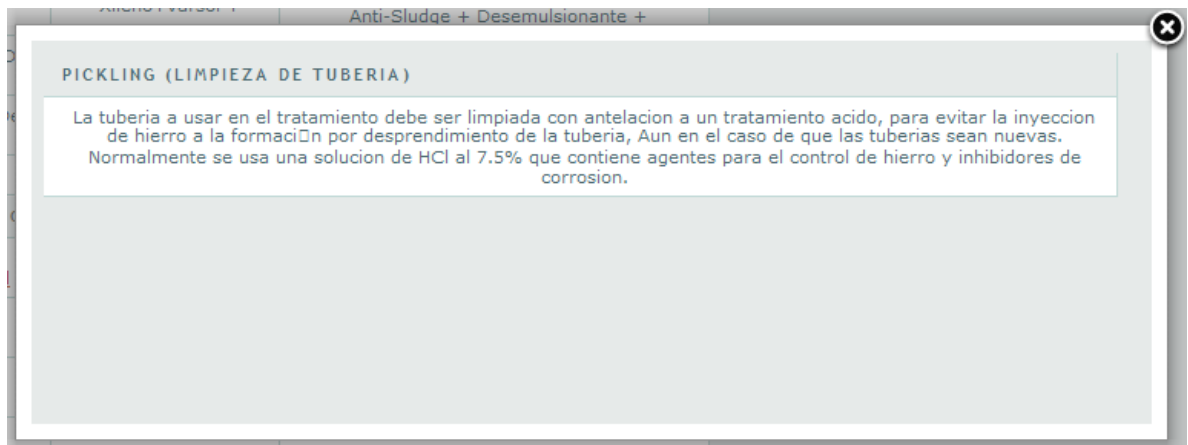 Anti-Sludge + Desemulsionante +
PICKLING (LIMPIEZA DE TUBERIA)
La tuberia a usar en el tratamiento debe ser limpiada con antelacion a un tratamiento acido, para evitar la inyeccion
de hierro a la formaci□n por desprendimiento de la tuberia, Aun en el caso de que las tuberias sean nuevas.
Normalmente se usa una solucion de HCl al 7.5% que contiene agentes para el control de hierro y inhibidores de
corrosion.